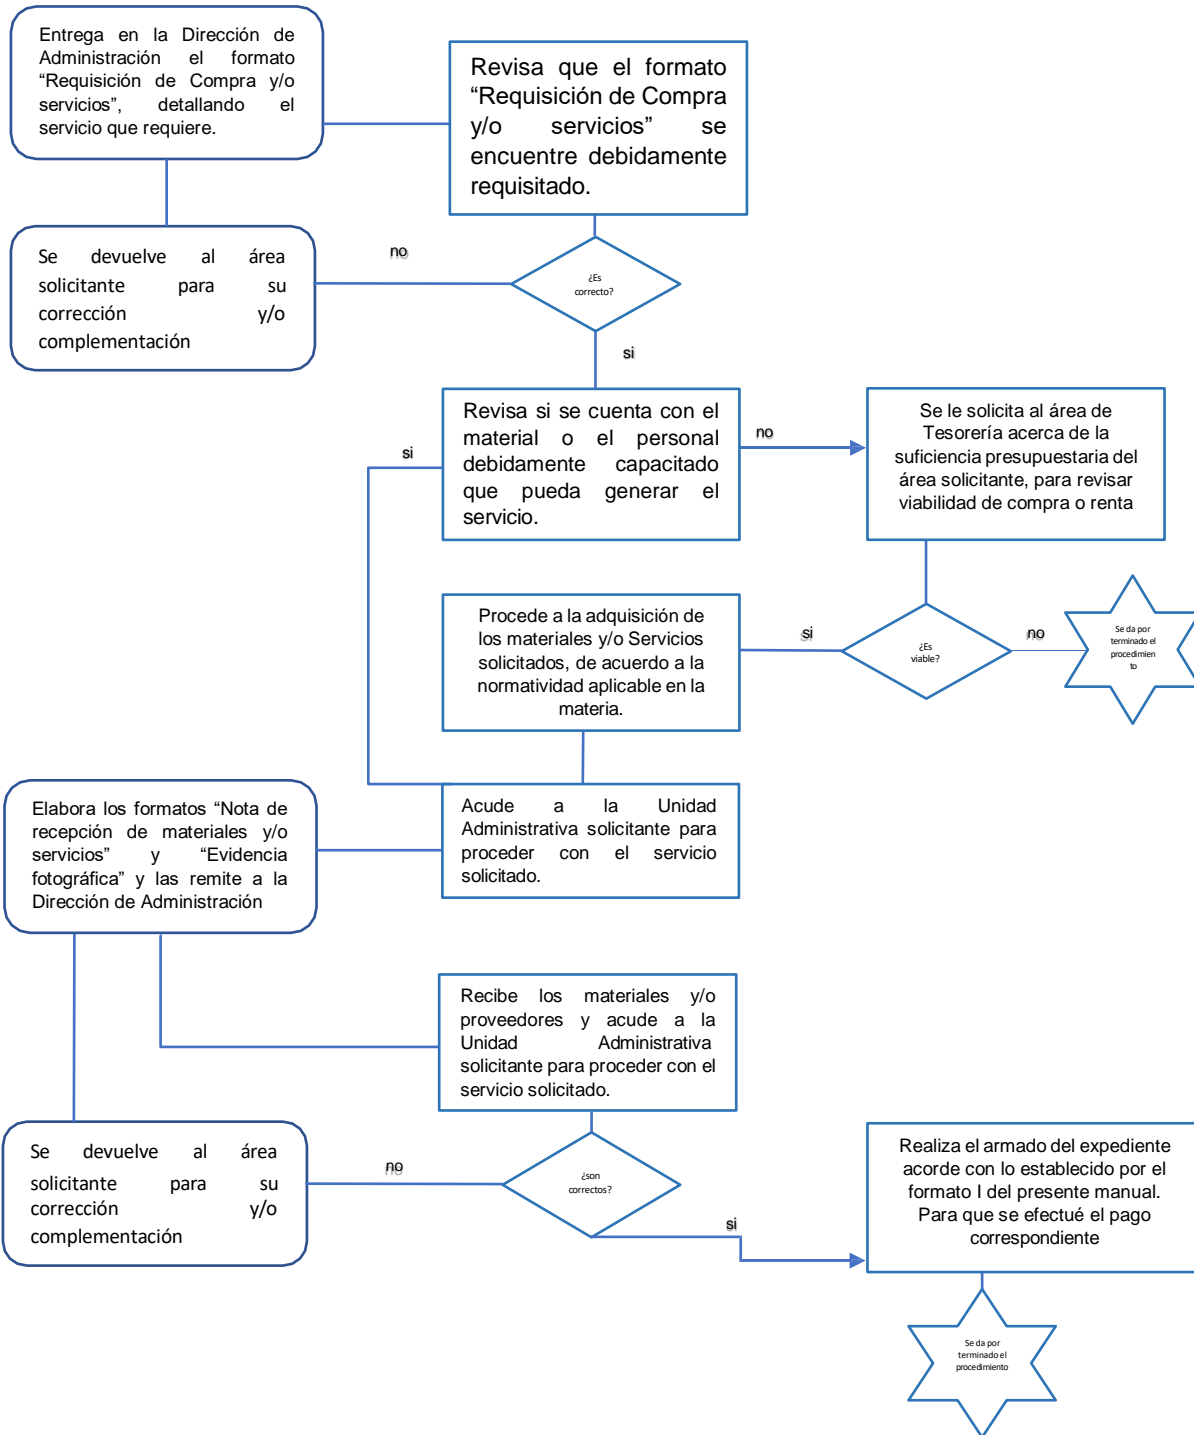 Entrega en la Dirección de
Administración el formato
“Requisición de Compra y/o
servicios”, detallando el
servicio que requiere.
Revisa que el formato
“Requisición de Compra
y/o servicios” se
encuentre debidamente
requisitado.
Se devuelve al área
solicitante para su
corrección y/o
complementación
no
¿Es
correcto?
si
Revisa si se cuenta con el
material o el personal
debidamente capacitado
que pueda generar el
servicio.
si
no
Se le solicita al área de
Tesorería acerca de la
suficiencia presupuestaria del
área solicitante, para revisar
viabilidad de compra o renta
Procede a la adquisición de
los materiales y/o Servicios
solicitados, de acuerdo a la
normatividad aplicable en la
materia.
si
¿Es
viable?
no
Se da por
terminado el
procedimien
to
Elabora los formatos “Nota de
recepción de materiales y/o
servicios” y “Evidencia
fotográfica” y las remite a la
Dirección de Administración
Acude a la Unidad
Administrativa solicitante para
proceder con el servicio
solicitado.
Recibe los materiales y/o
proveedores y acude a la
Unidad Administrativa
solicitante para proceder con el
servicio solicitado.
Se devuelve al área
solicitante para su
corrección y/o
complementación
no
¿son
correctos?
si
Realiza el armado del expediente
acorde con lo establecido por el
formato I del presente manual.
Para que se efectué el pago
correspondiente
Se da por
terminado el
procedimiento